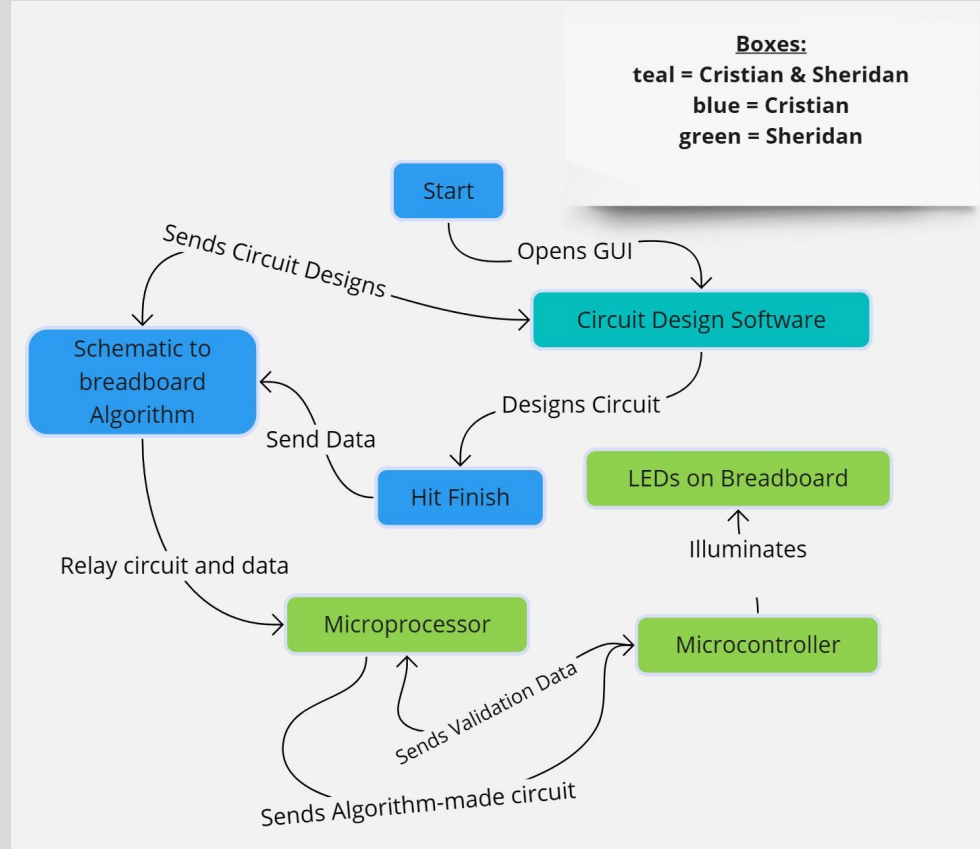 Boxes:
teal = Cristian & Sheridan
blue = Cristian
green = Sheridan
Start
Opens GUI
Sends Circuit Designs
Circuit Design Software
Schematic to
breadboard
Algorithm
Designs Circuit
Send Data
Hit Finish
LEDs on Breadboard
Illuminates
Relay circuit and data
Microprocessor
Microcontroller
Sends Validation Data
Sends Algorithm-made circuit